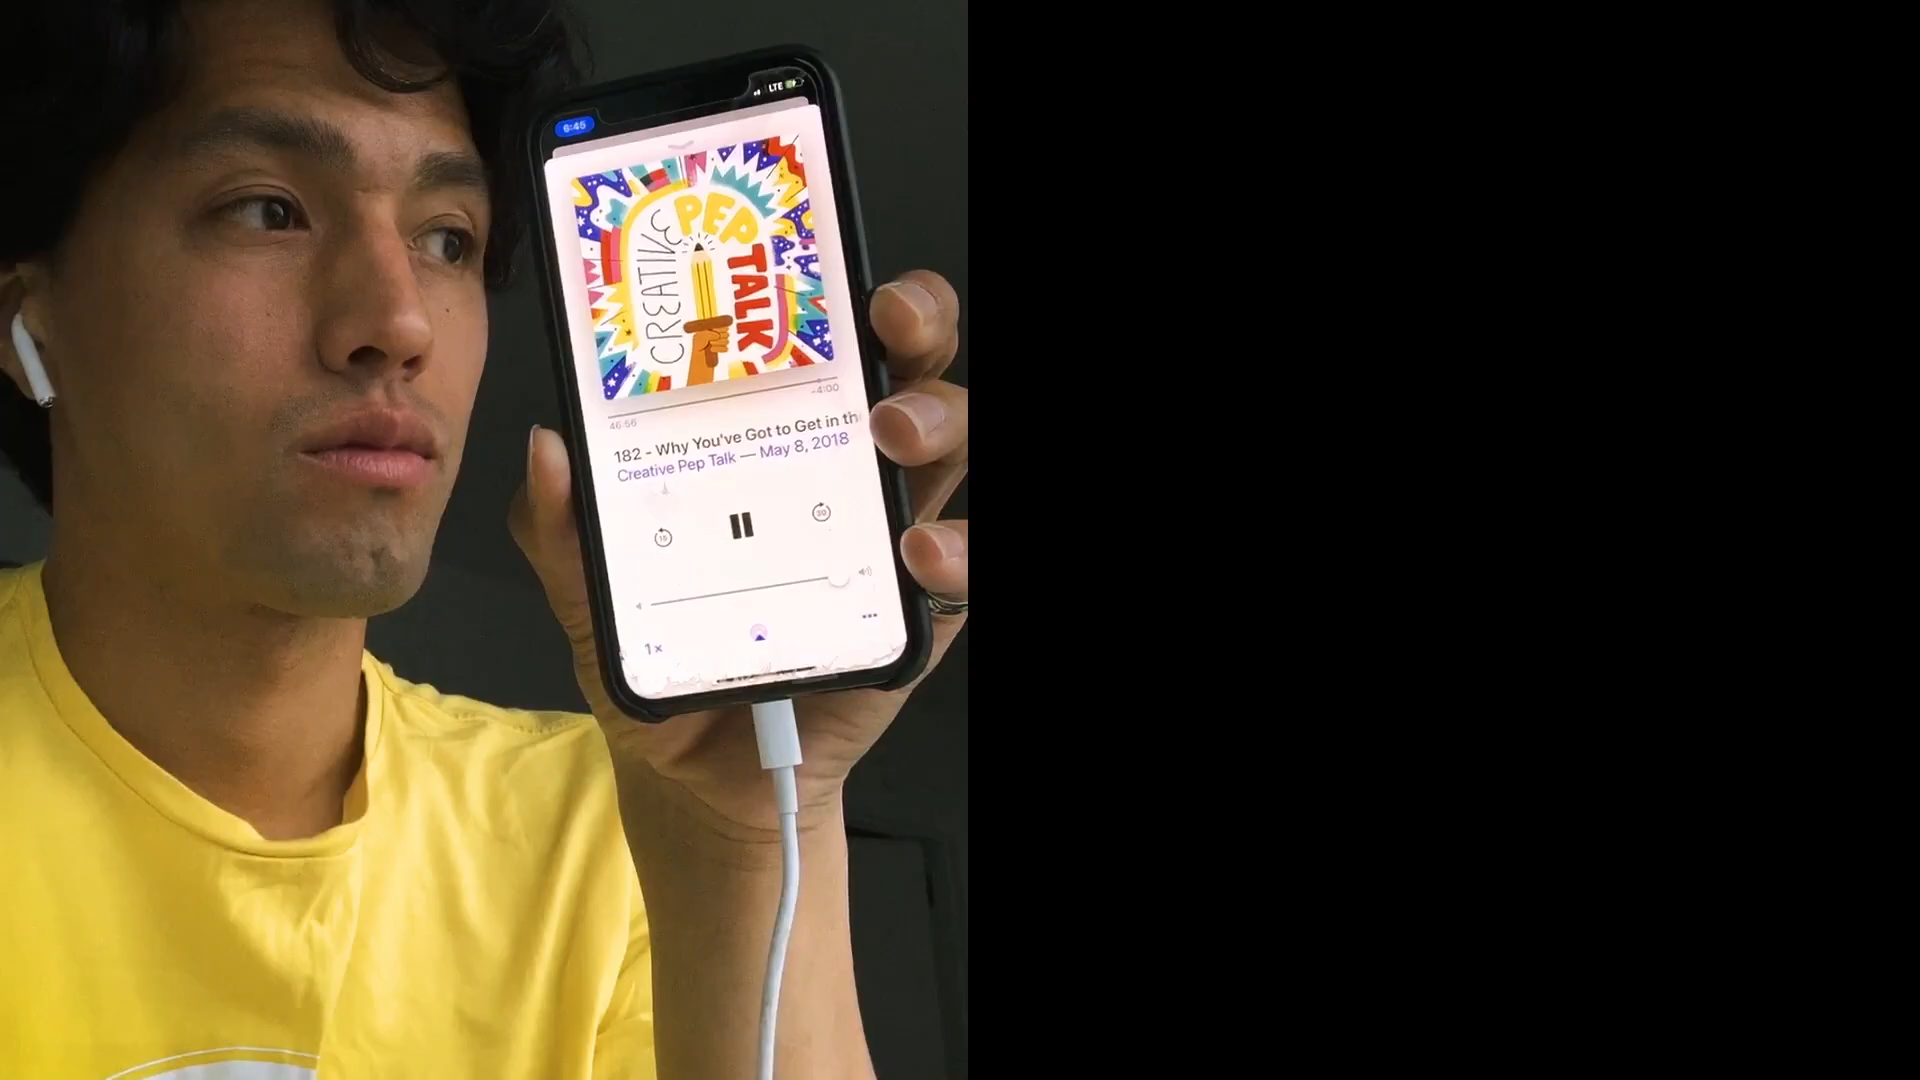 6:45
LTE
CREATIVE
PEP
TALK
46:56
-4:00
182 - Why You've Got to Get in th
Creative Pep Talk — May 8, 2018
15
30
1×